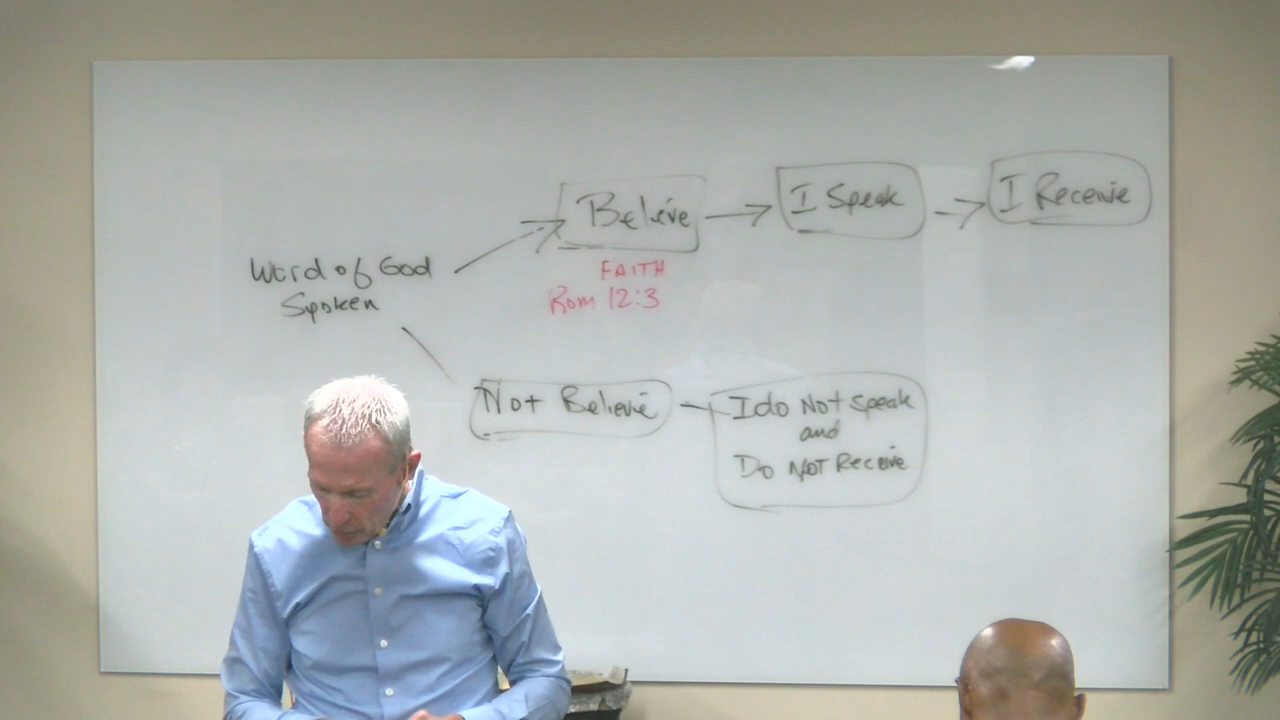 Word of God
Spoken
Believe
FAITH
Rom 12:3
I Speak
I Receive
Not Believe
I do Not Speak
and
Do NOT Receive